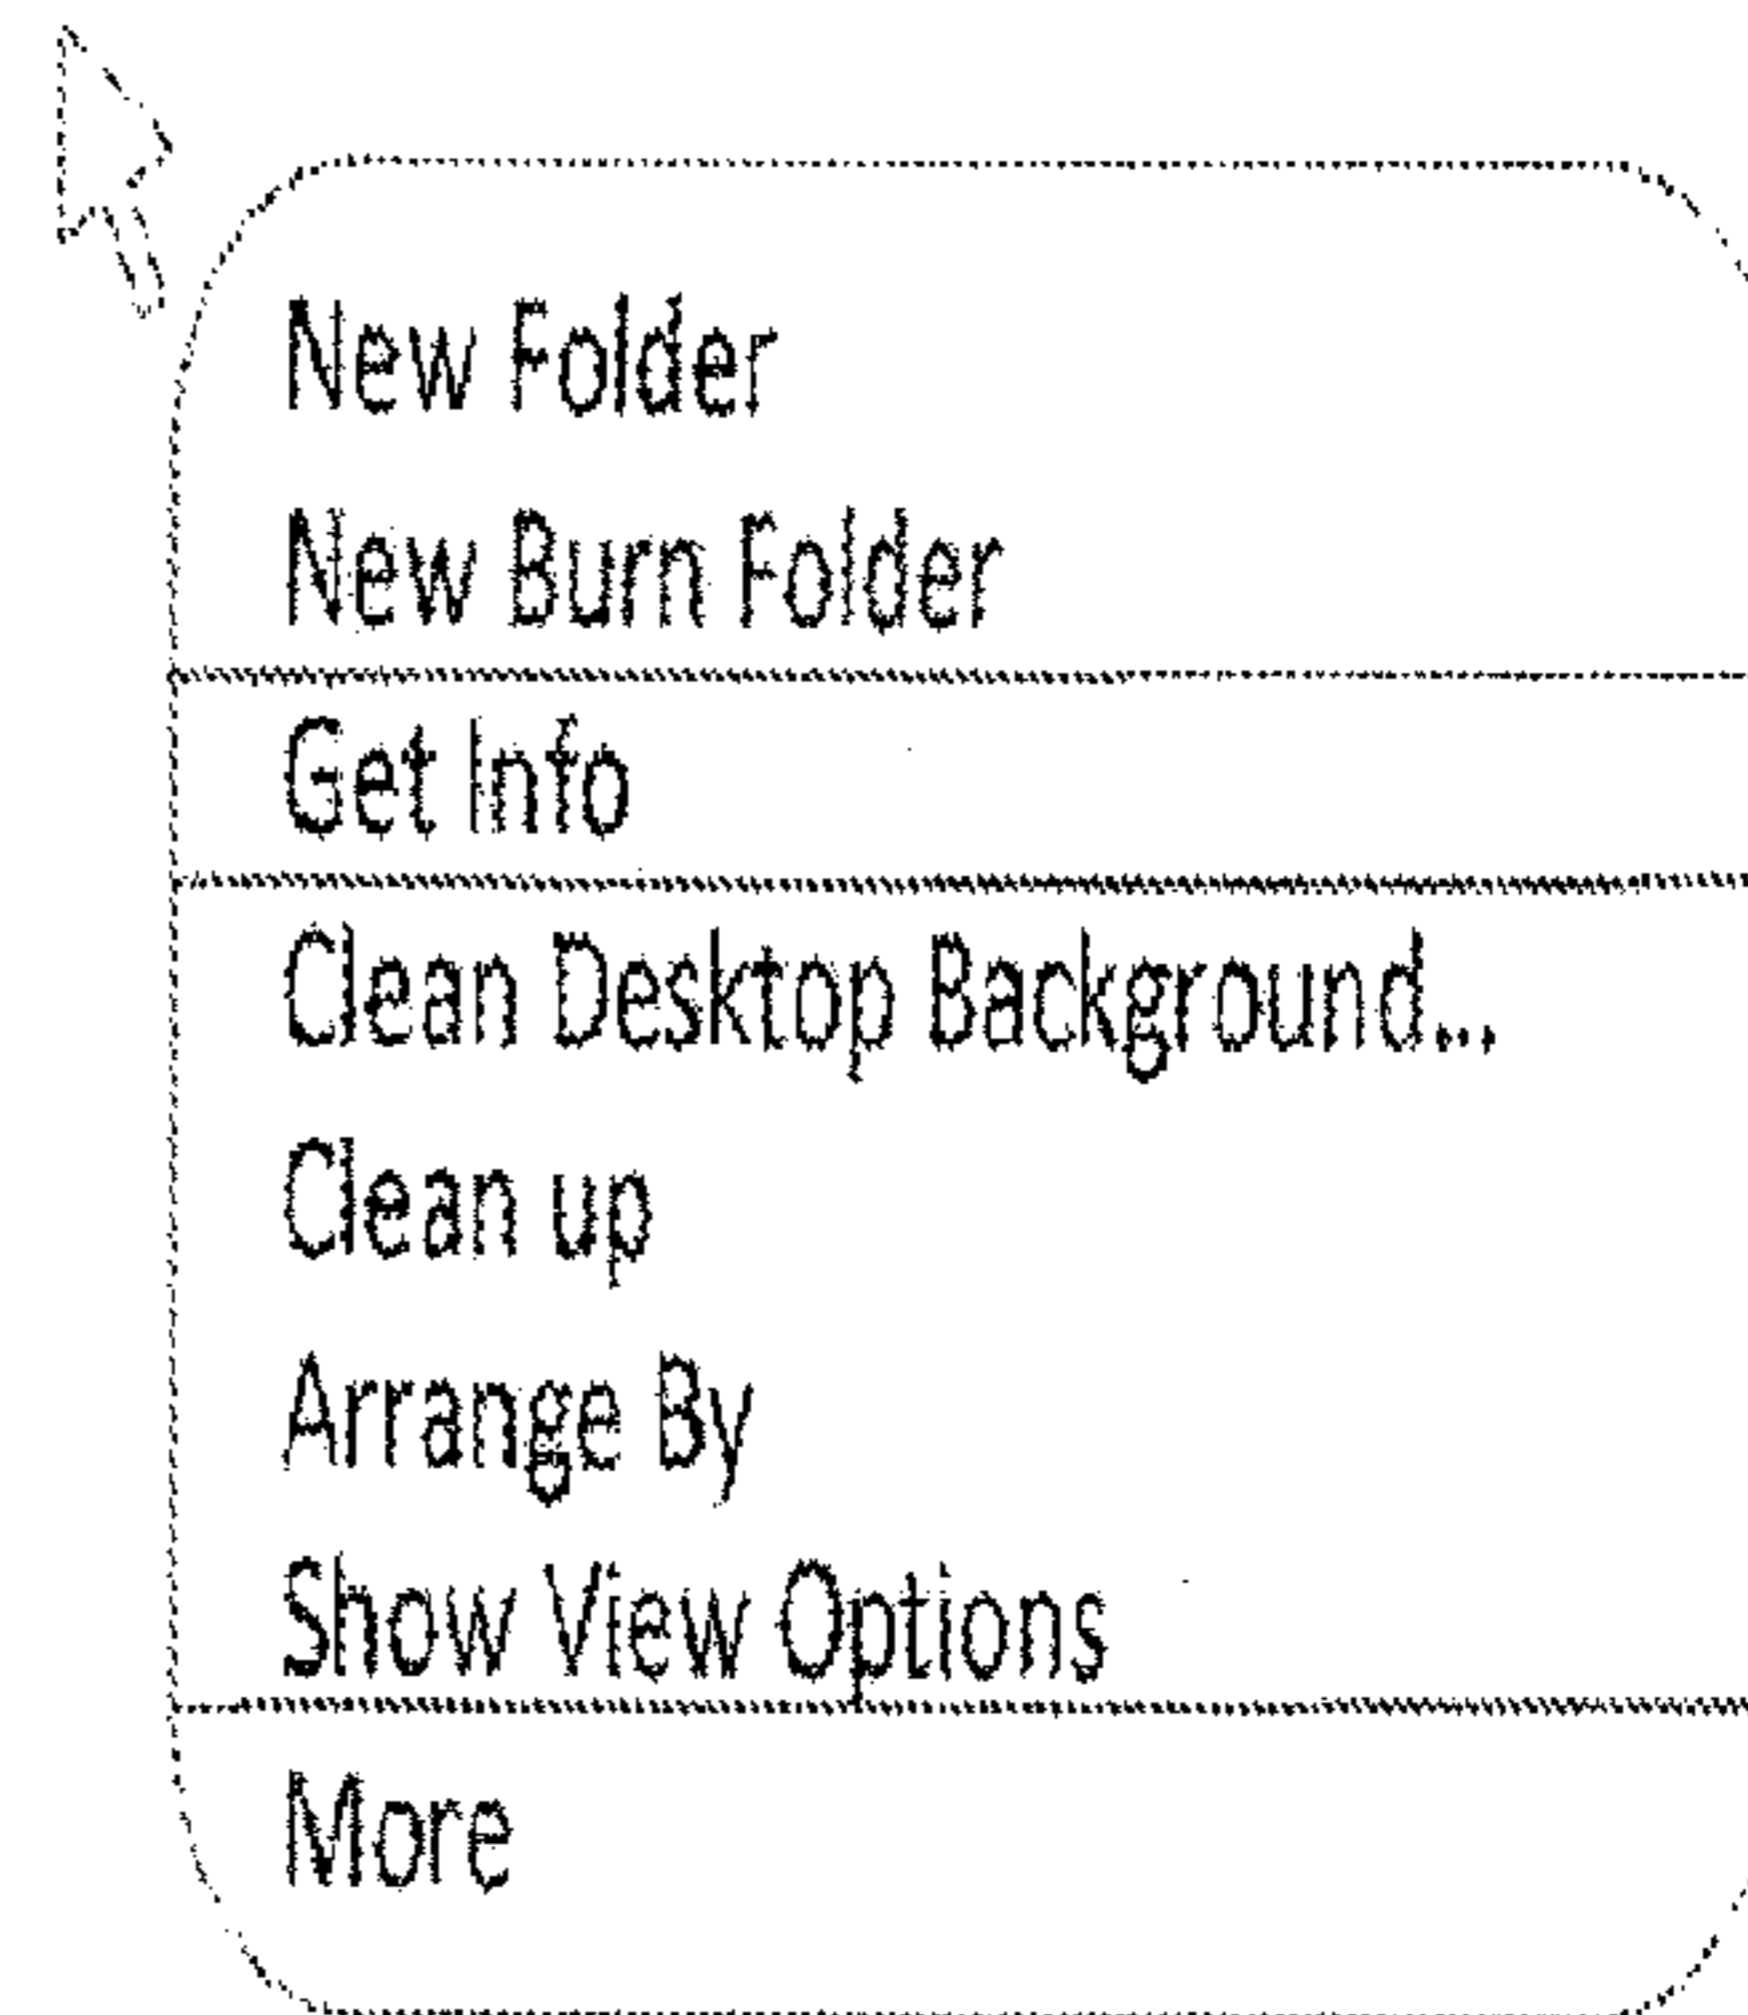 New Folder
New Burn Folder
Get Info
Clean Desktop Background...
Clean up
Arrange By
Show View Options
More